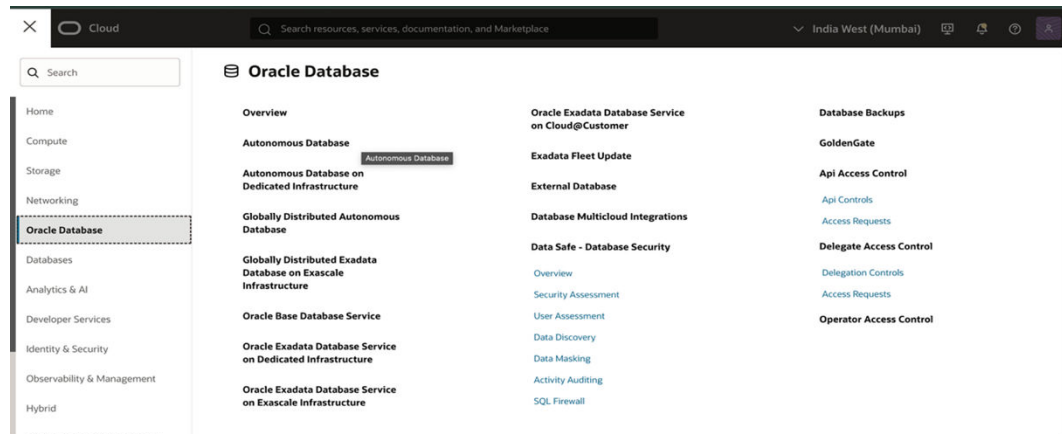 Cloud
Search resources, services, documentation, and Marketplace
India West (Mumbai)
Search
Home
Compute
Storage
Networking
Oracle Database
Databases
Analytics & AI
Developer Services
Identity & Security
Observability & Management
Hybrid
Oracle Database
Overview
Autonomous Database
Autonomous Database
Autonomous Database on
Dedicated Infrastructure
Globally Distributed Autonomous
Database
Globally Distributed Exadata
Database on Exascale
Infrastructure
Oracle Base Database Service
Oracle Exadata Database Service
on Dedicated Infrastructure
Oracle Exadata Database Service
on Exascale Infrastructure
Oracle Exadata Database Service
on Cloud@Customer
Exadata Fleet Update
External Database
Database Multicloud Integrations
Data Safe - Database Security
Overview
Security Assessment
User Assessment
Data Discovery
Data Masking
Activity Auditing
SQL Firewall
Database Backups
GoldenGate
Api Access Control
Api Controls
Access Requests
Delegate Access Control
Delegation Controls
Access Requests
Operator Access Control